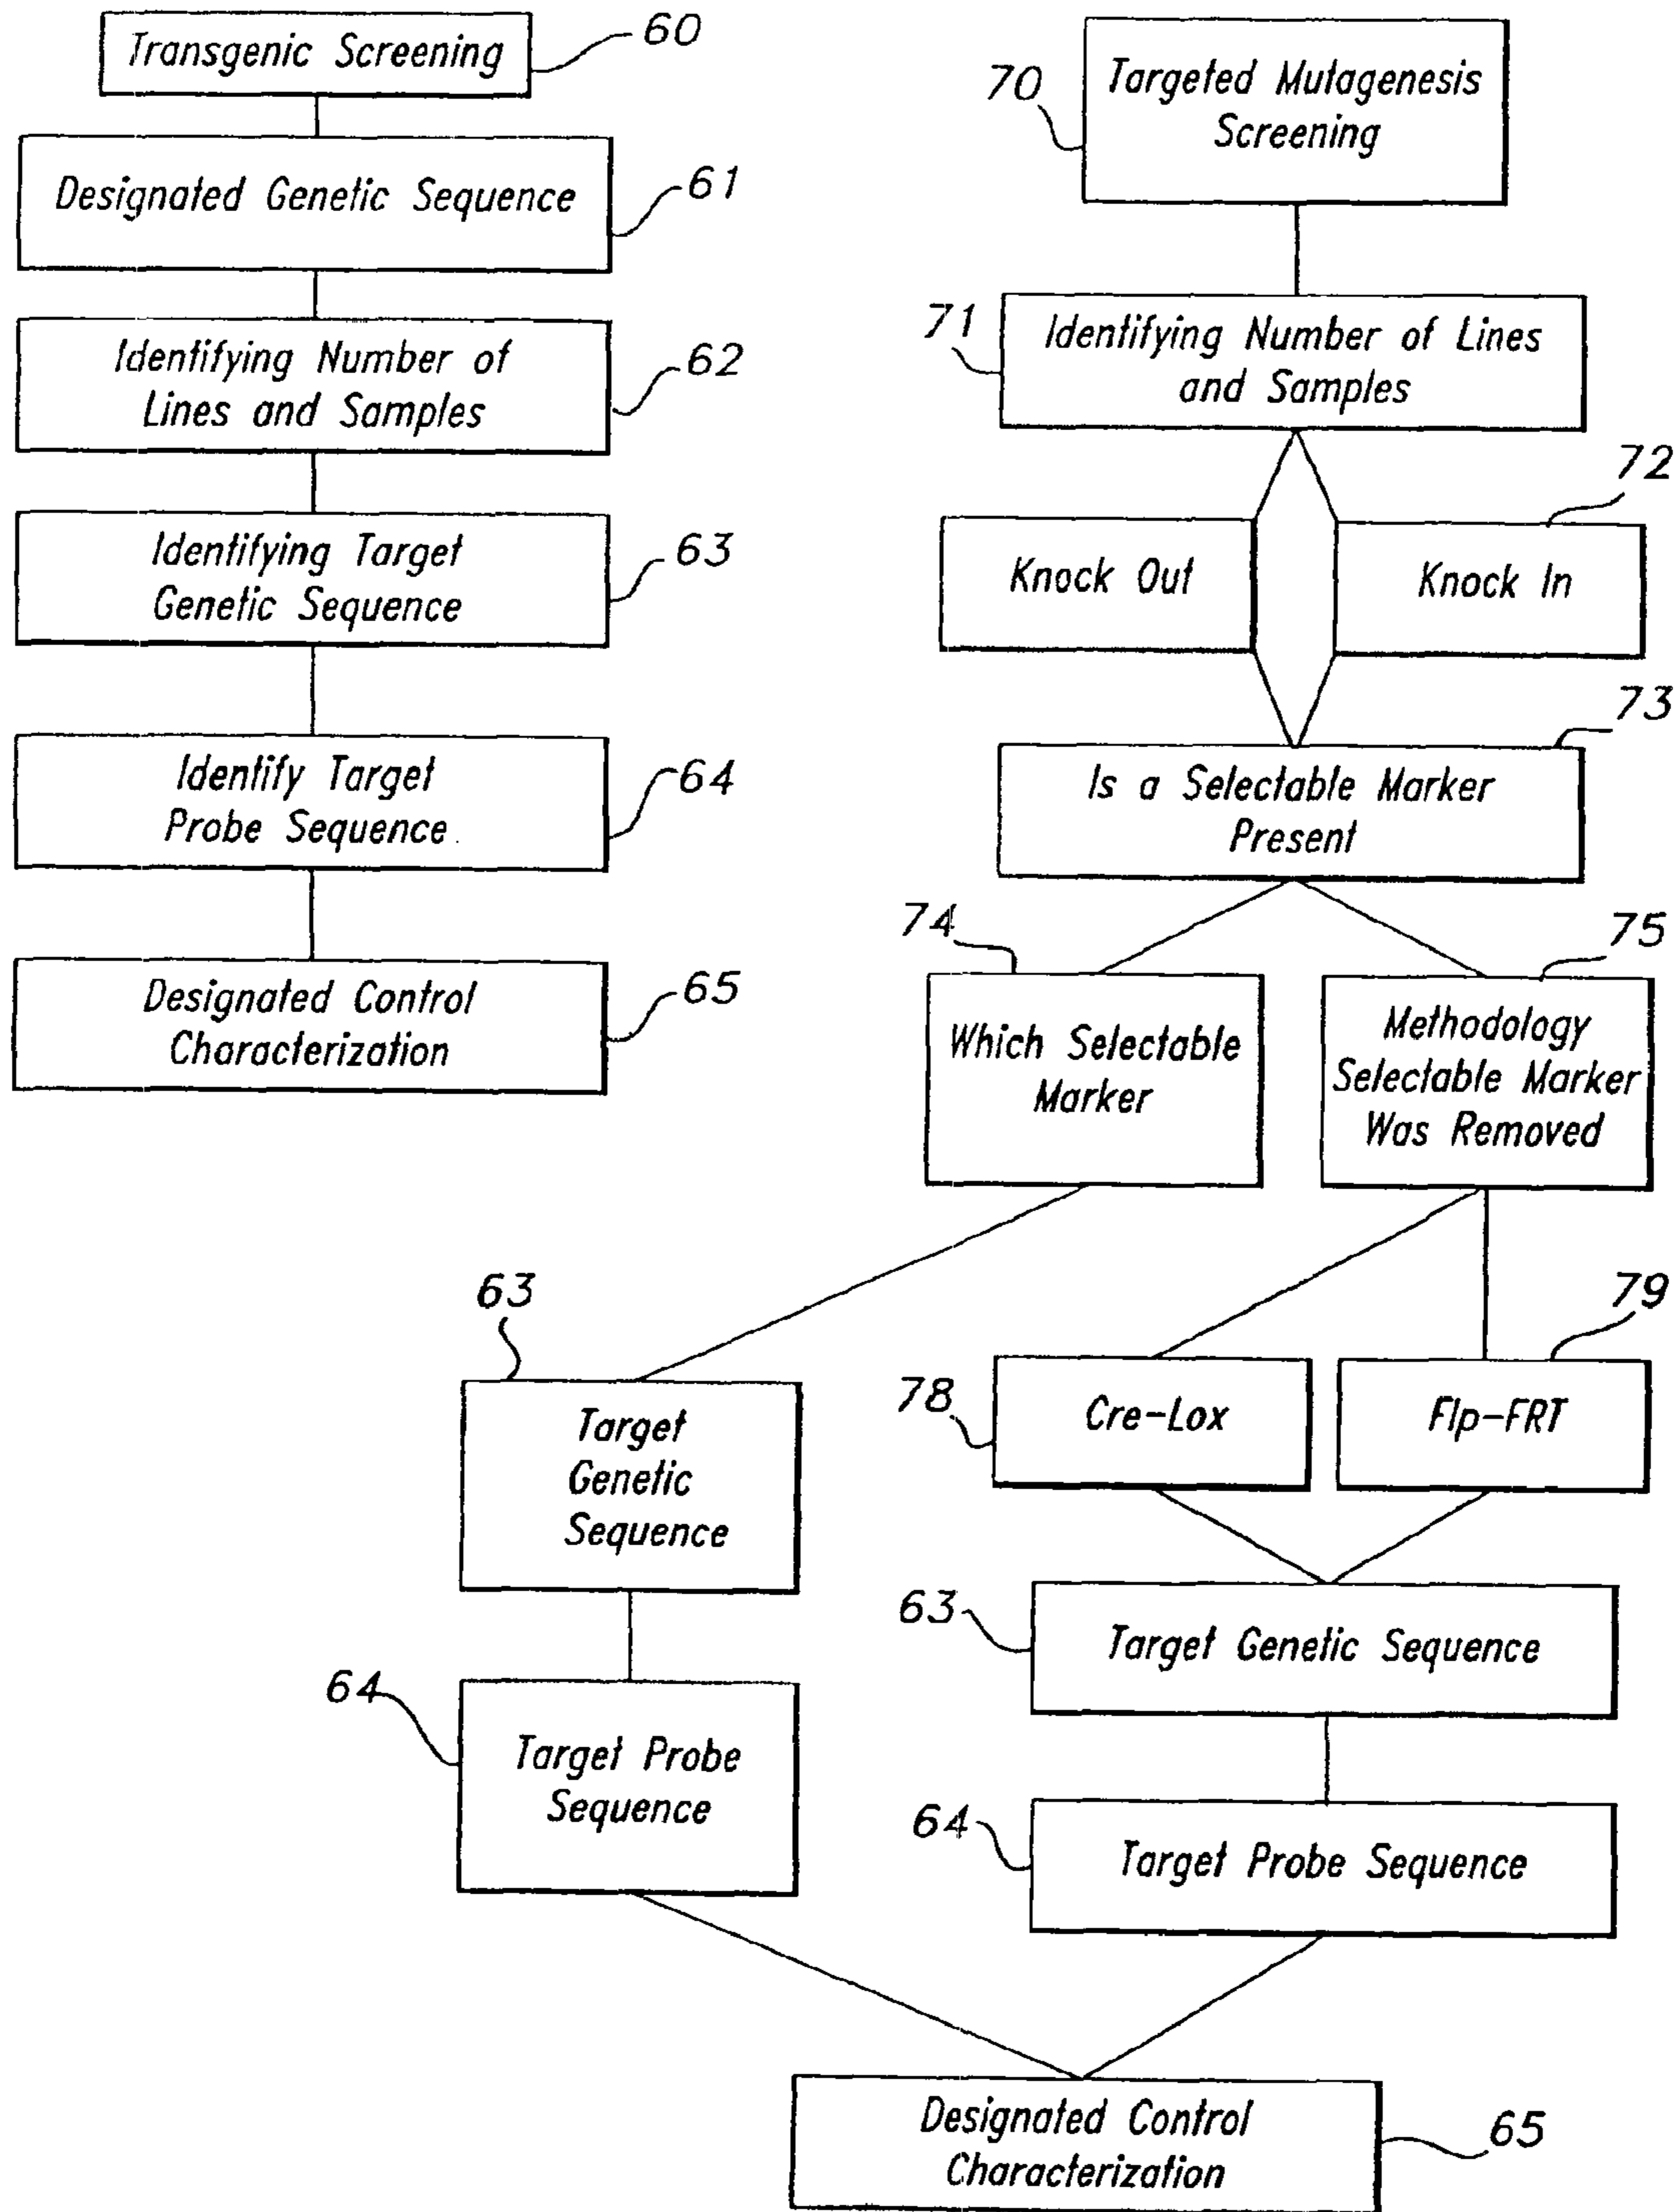 Transgenic Screening
60
Designated Genetic Sequence
61
Identifying Number of
Lines and Samples
62
Identifying Target
Genetic Sequence
63
Identify Target
Probe Sequence
64
Designated Control
Characterization
65
70
Targeted Mutagenesis
Screening
71
Identifying Number of Lines
and Samples
72
Knock Out
Knock In
73
Is a Selectable Marker
Present
74
Which Selectable
Marker
75
Methodology
Selectable Marker
Was Removed
63
Target
Genetic
Sequence
64
Target Probe
Sequence
78
Cre-Lox
79
Flp-FRT
63
Target Genetic Sequence
64
Target Probe Sequence
Designated Control
Characterization
65